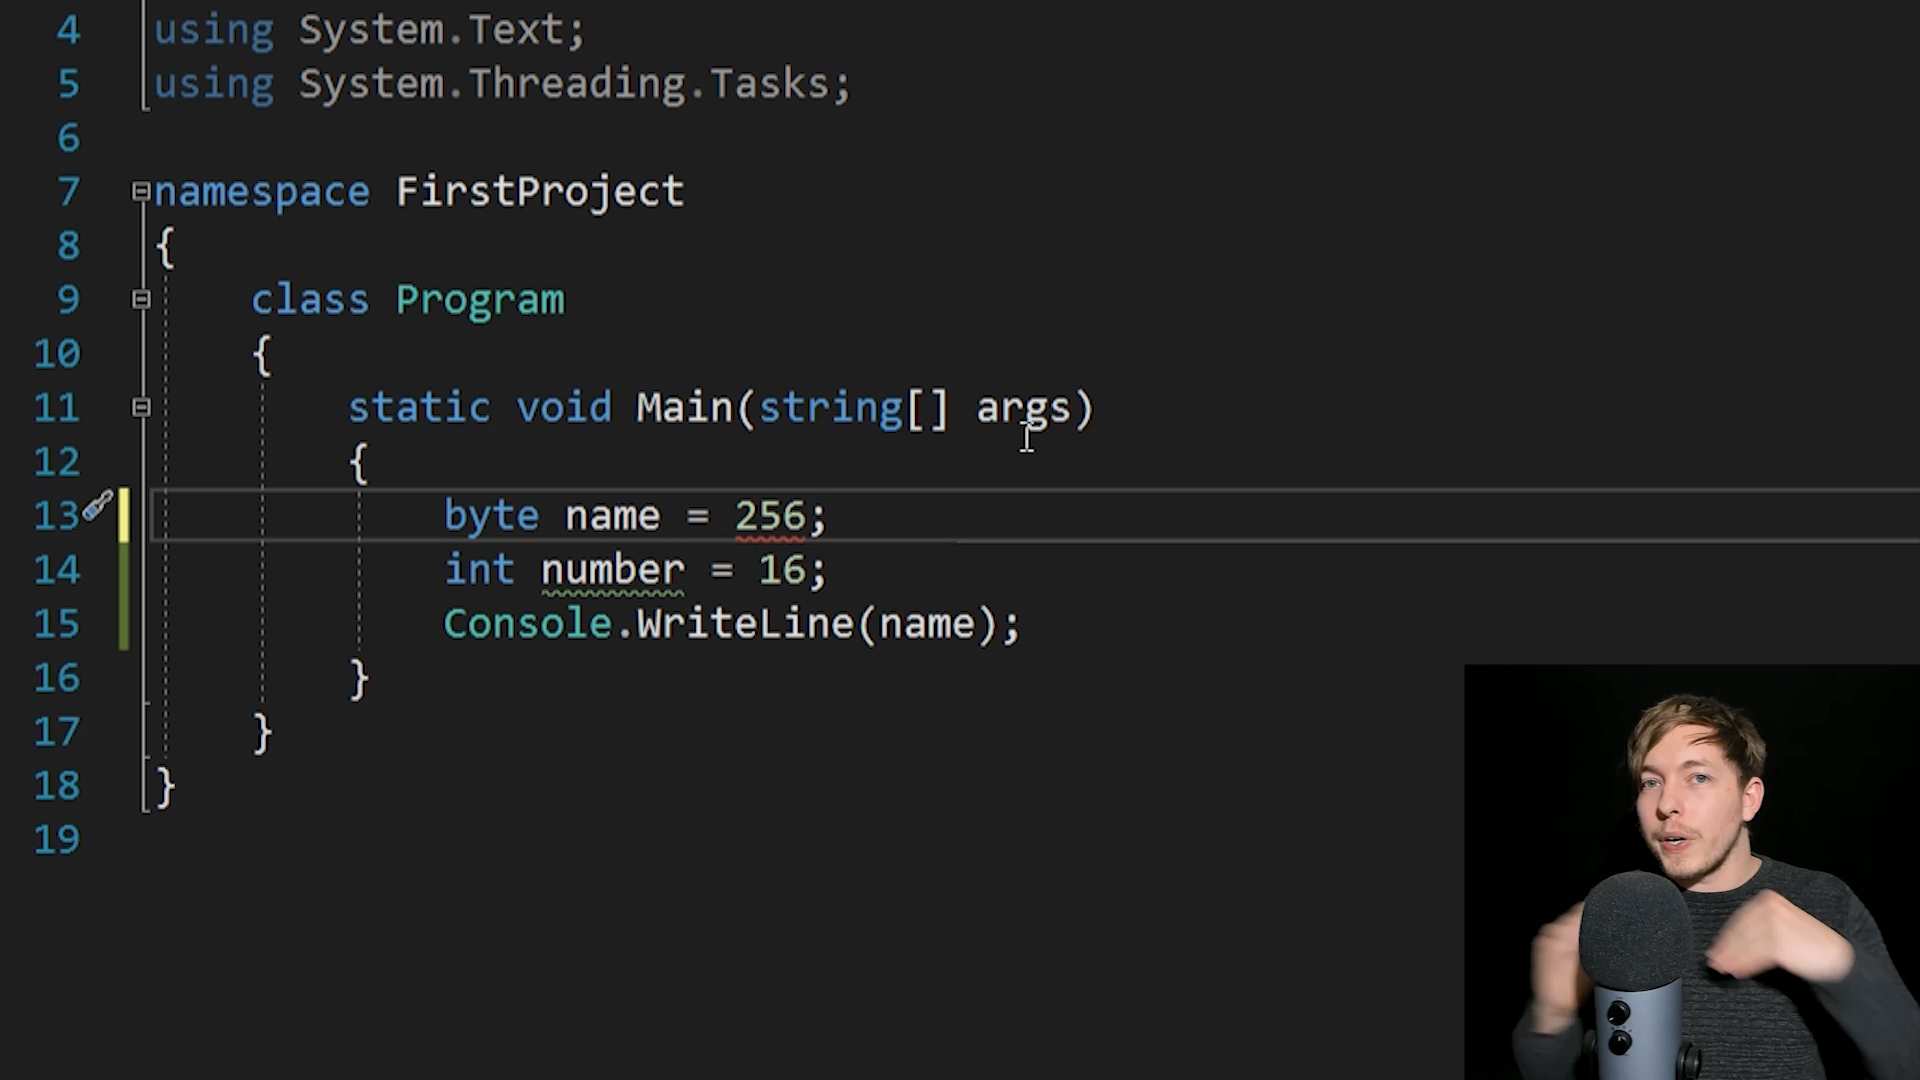 4 using System.Text;
5 using System.Threading.Tasks;
6
7 namespace FirstProject
8 {
9 class Program
10 {
11 static void Main(string[] args)
12 {
13 byte name = 256;
14 int number = 16;
15 Console.WriteLine(name);
16 }
17 }
18 }
19